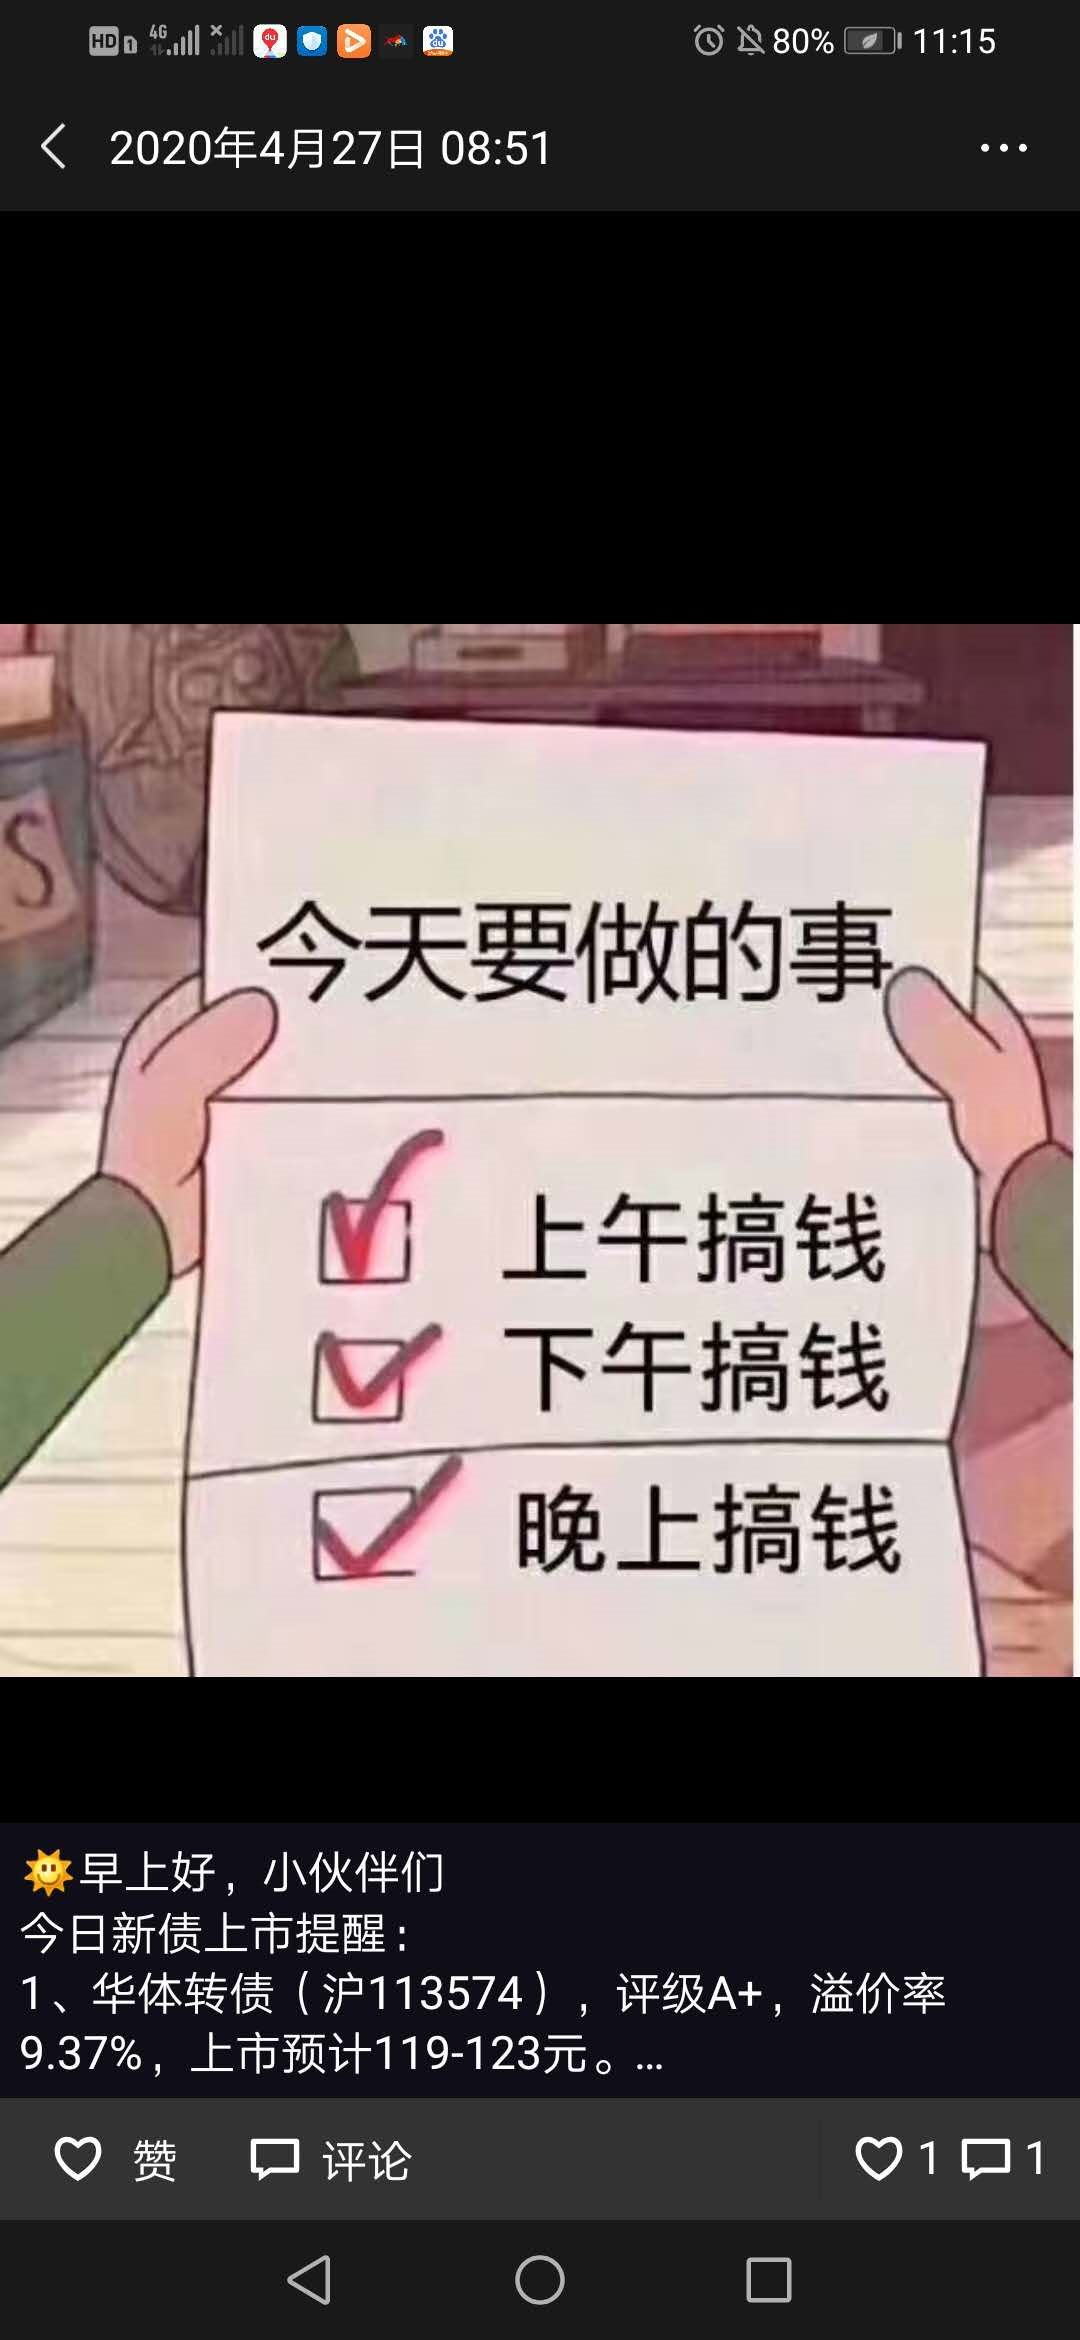 HD 1 4G 80% 11:15
2020年4月27日 08:51
S
今天要做的事
上午搞钱
下午搞钱
晚上搞钱
早上好，小伙伴们
今日新债上市提醒：
1、华体转债（沪113574），评级A+，溢价率
9.37%，上市预计119-123元。...
赞 评论 1 1